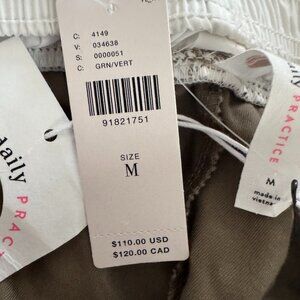 C: 4149
V: 034638
S: 0000051
C: GRN/VERT
91821751
SIZE
M
$110.00 USD
$120.00 CAD
daily
PRACTICE
daily
PRACTICE
M
made in
vietnam